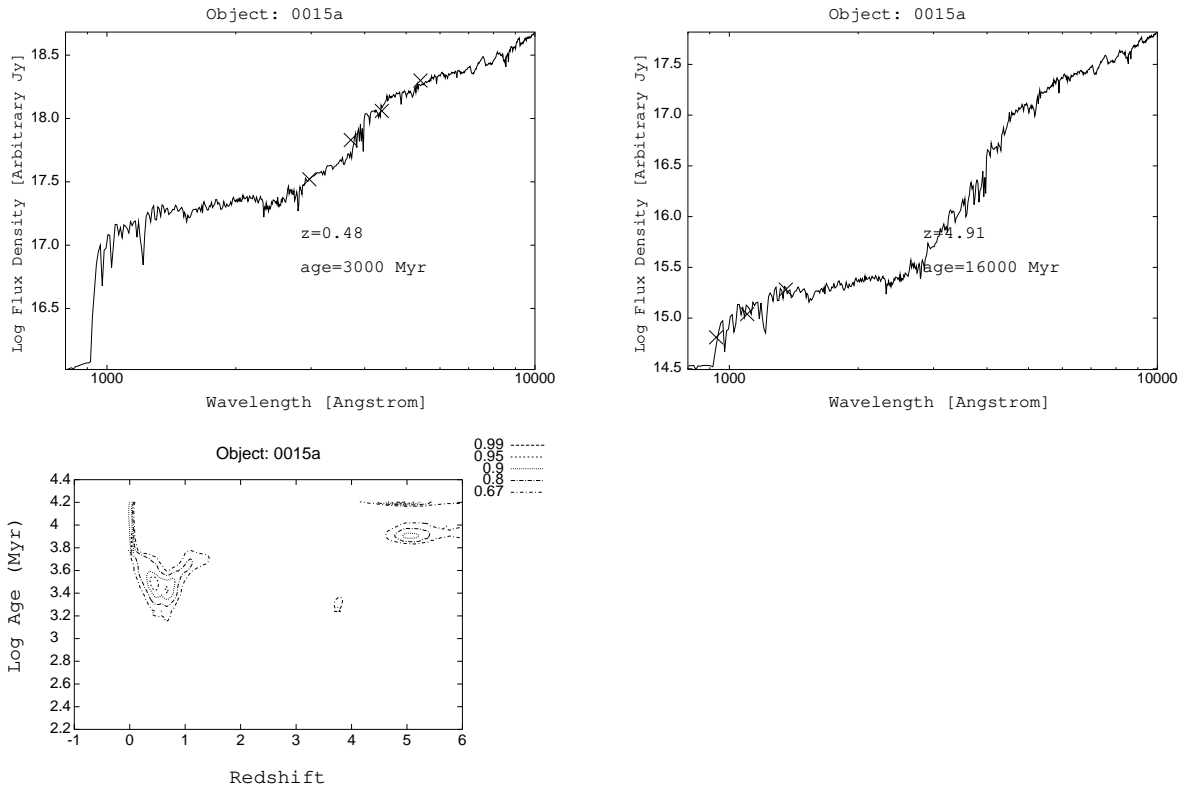 Object: 0015a
Log Flux Density [Arbitrary Jy]
18.5
18.0
17.5
17.0
16.5
z=0.48
age=3000 Myr
1000
10000
Wavelength [Angstrom]
Object: 0015a
Log Flux Density [Arbitrary Jy]
17.5
17.0
16.5
16.0
15.5
15.0
14.5
z=4.91
age=16000 Myr
1000
10000
Wavelength [Angstrom]
Object: 0015a
0.99
0.95
0.9
0.8
0.67
Log Age (Myr)
4.4
4.2
4
3.8
3.6
3.4
3.2
3
2.8
2.6
2.4
2.2
-1 0 1 2 3 4 5 6
Redshift